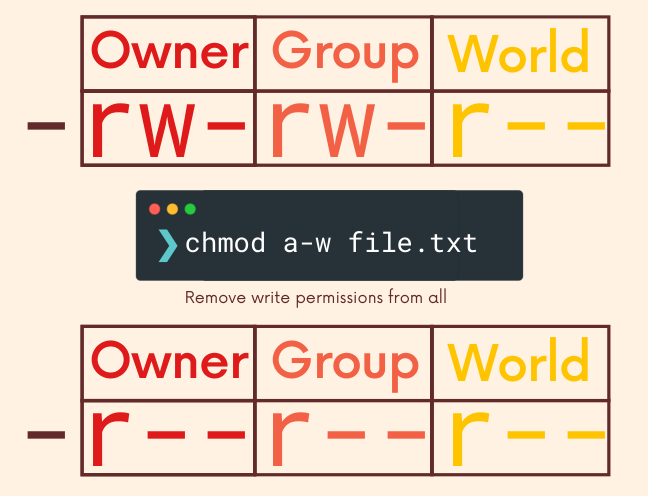 Owner Group World
- rw- rw- r--
❯ chmod a-w file.txt
Remove write permissions from all
Owner Group World
- r-- r-- r--